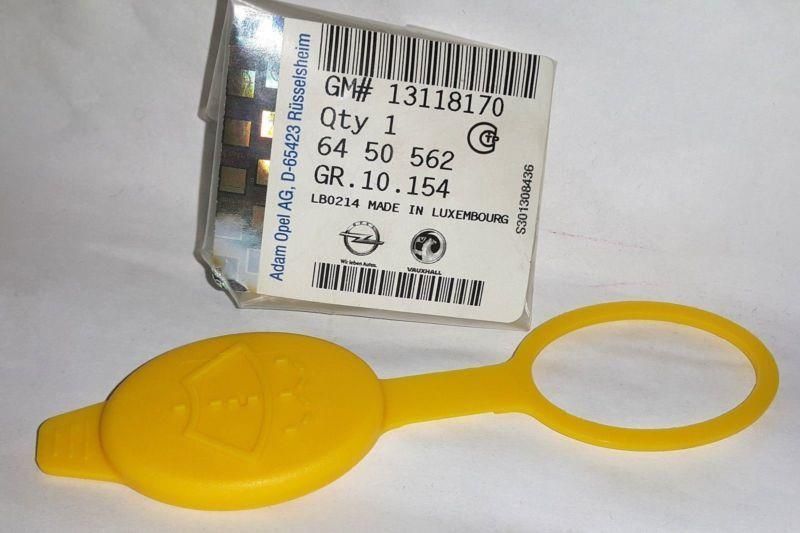 Adam Opel AG, D-65423 Rüsselsheim
GM# 13118170
Qty 1
64 50 562
GR.10.154
LB0214 MADE IN LUXEMBOURG
S301308436
Wir leben Autos.
VAUXHALL